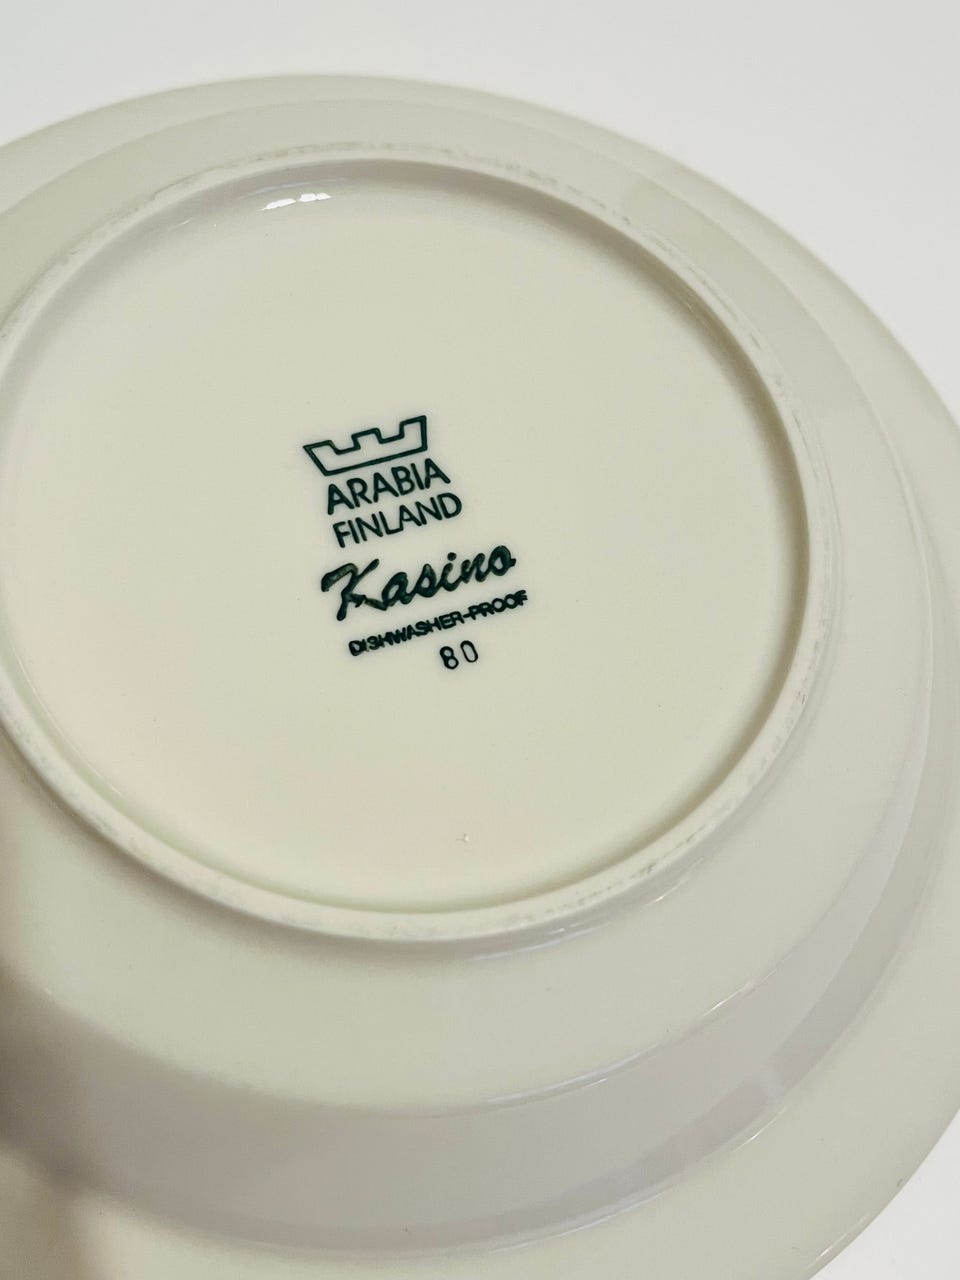 ARABIA
FINLAND
Kasino
DISHWASHER-PROOF
80